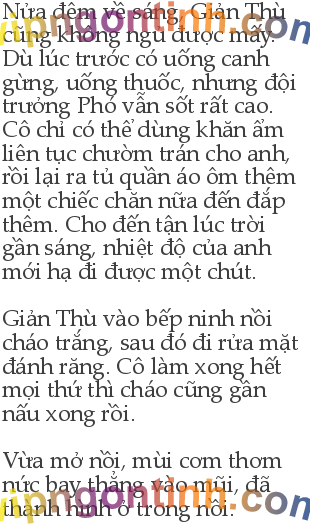 Nửa đêm về sáng, Giản Thù
cũng không ngủ được mấy.
Dù lúc trước có uống canh
gừng, uống thuốc, nhưng đội
trưởng Phó vẫn sốt rất cao.
Cô chỉ có thể dùng khăn ẩm
liên tục chườm trán cho anh,
rồi lại ra tủ quần áo ôm thêm
một chiếc chăn nữa đến đắp
thêm. Cho đến tận lúc trời
gần sáng, nhiệt độ của anh
mới hạ đi được một chút.

Giản Thù vào bếp ninh nồi
cháo trắng, sau đó đi rửa mặt
đánh răng. Cô làm xong hết
mọi thứ thì cháo cũng gần
nấu xong rồi.

Vừa mở nồi, mùi cơm thơm
nức bay thẳng vào mũi, đã
thành hình ở trong nồi.
vipngontinh.com
vipngontinh.com